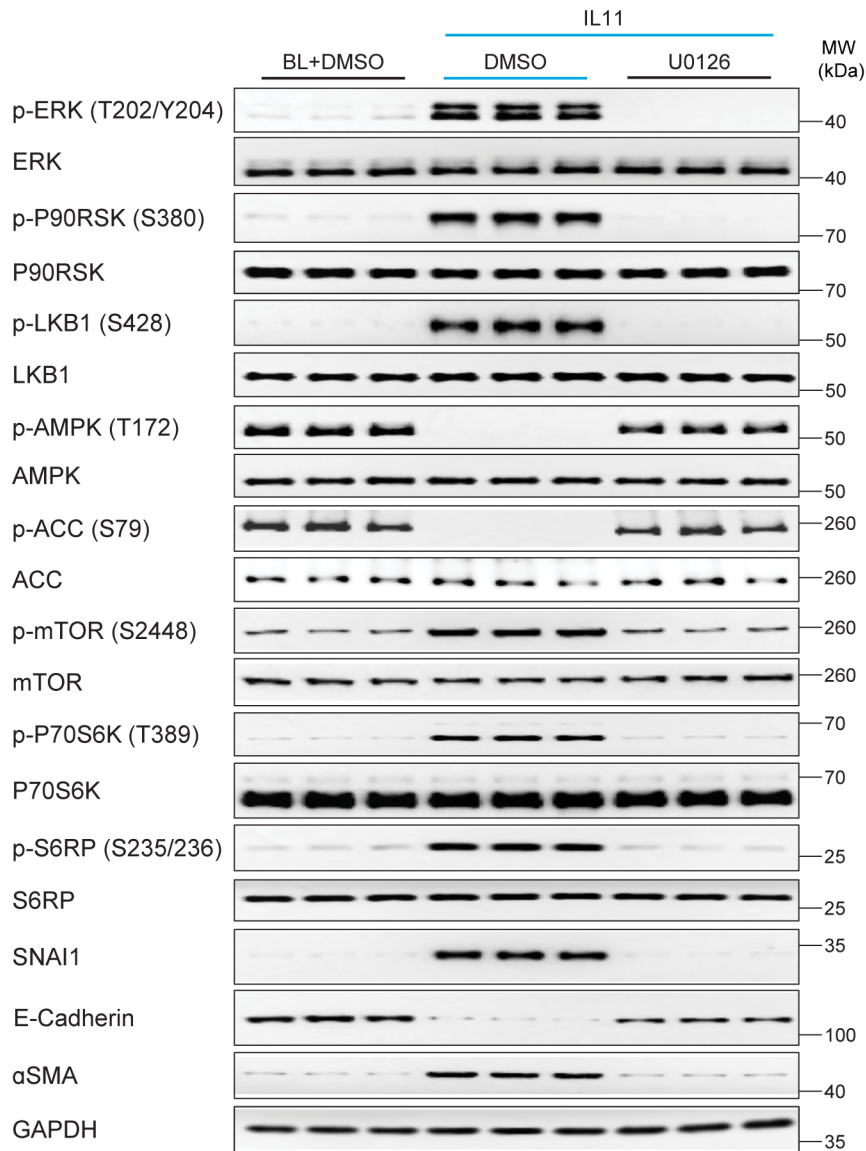 IL11
BL+DMSO DMSO U0126 MW (kDa)
p-ERK (T202/Y204) 40
ERK 40
p-P90RSK (S380) 70
P90RSK 70
p-LKB1 (S428) 50
LKB1 50
p-AMPK (T172) 50
AMPK 50
p-ACC (S79) 260
ACC 260
p-mTOR (S2448) 260
mTOR 260
p-P70S6K (T389) 70
P70S6K 70
p-S6RP (S235/236) 25
S6RP 25
SNAI1 35
E-Cadherin 100
αSMA 40
GAPDH 35